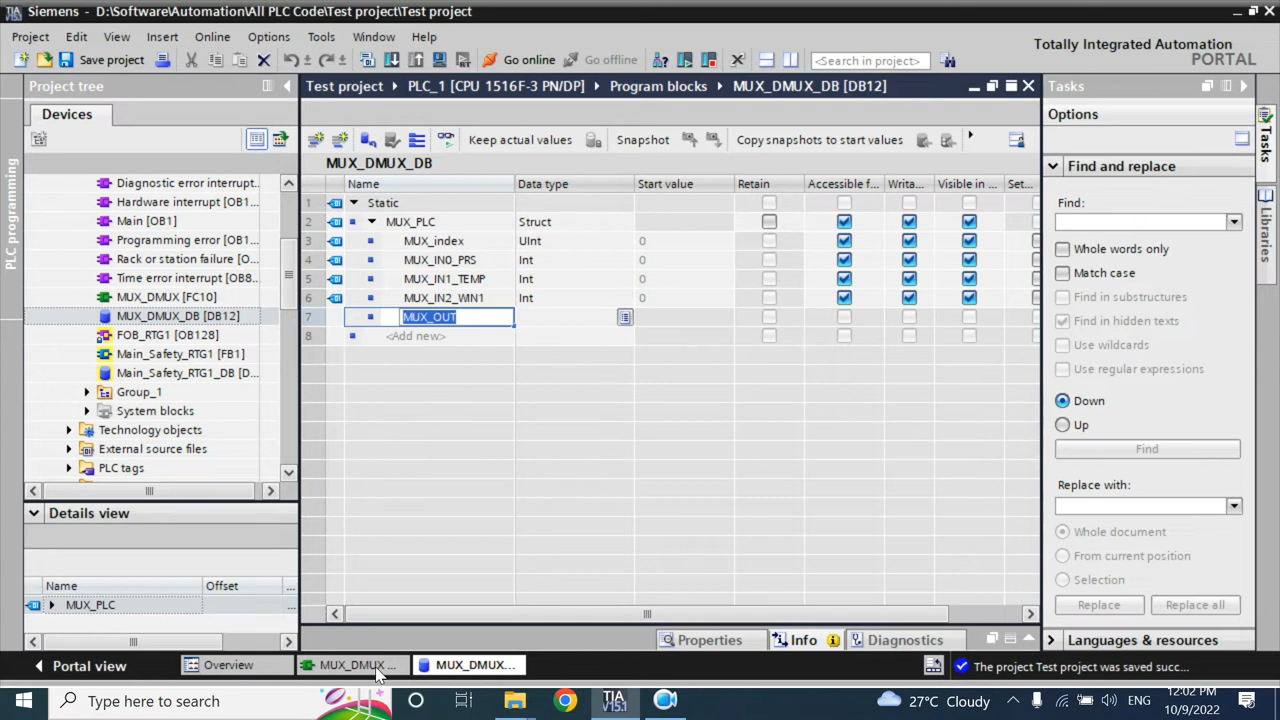 Siemens - D:\Software\Automation\All PLC Code\Test project\Test project
Project Edit View Insert Online Options Tools Window Help
Totally Integrated Automation
PORTAL
Save project
Go online
Go offline
<Search in project>
Project tree
Devices
PLC programming
Diagnostic error interrupt...
Hardware interrupt [OB1...
Main [OB1]
Programming error [OB1...
Rack or station failure [O...
Time error interrupt [OB8...
MUX_DMUX [FC10]
MUX_DMUX_DB [DB12]
FOB_RTG1 [OB128]
Main_Safety_RTG1 [FB1]
Main_Safety_RTG1_DB [D...
Group_1
System blocks
Technology objects
External source files
PLC tags
Details view
Name Offset ...
MUX_PLC ...
Test project PLC_1 [CPU 1516F-3 PN/DP] Program blocks MUX_DMUX_DB [DB12]
Keep actual values Snapshot Copy snapshots to start values
MUX_DMUX_DB
Name Data type Start value Retain Accessible f... Writa... Visible in ... Set...
1 Static
2 MUX_PLC Struct
3 MUX_index UInt 0
4 MUX_IN0_PRS Int 0
5 MUX_IN1_TEMP Int 0
6 MUX_IN2_WIN1 Int 0
7 MUX_OUT
8 <Add new>
Properties Info Diagnostics
Tasks
Options
Find and replace
Find:
Whole words only
Match case
Find in substructures
Find in hidden texts
Use wildcards
Use regular expressions
Down
Up
Find
Replace with:
Whole document
From current position
Selection
Replace Replace all
Languages & resources
Tasks
Libraries
Portal view Overview MUX_DMUX ... MUX_DMUX... The project Test project was saved succ...
Type here to search
TIA
V15.1
27°C Cloudy
ENG
12:02 PM
10/9/2022